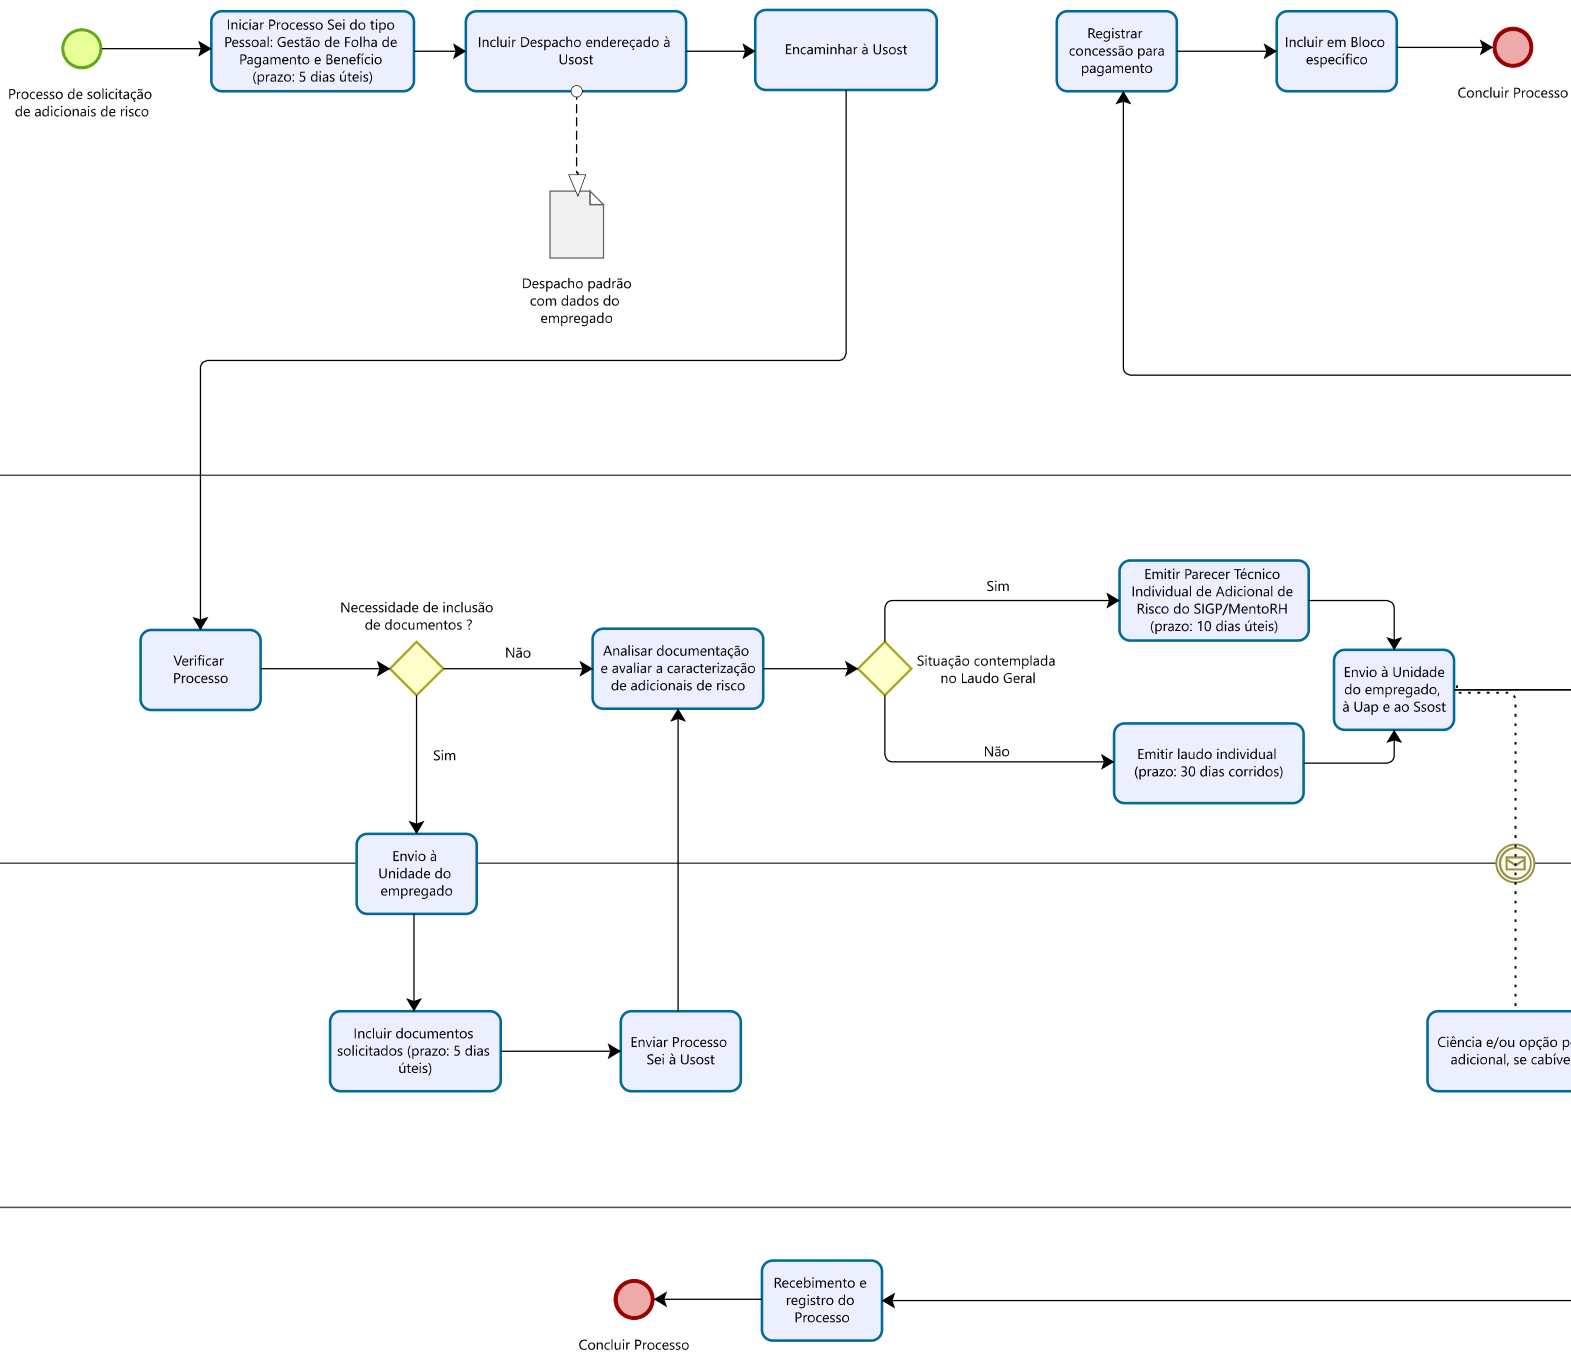 Processo de solicitação
de adicionais de risco
Iniciar Processo Sei do tipo
Pessoal: Gestão de Folha de
Pagamento e Benefício
(prazo: 5 dias úteis)
Incluir Despacho endereçado à
Usost
Encaminhar à Usost
Registrar
concessão para
pagamento
Incluir em Bloco
específico
Concluir Processo
Despacho padrão
com dados do
empregado
Verificar
Processo
Necessidade de inclusão
de documentos ?
Não
Sim
Analisar documentação
e avaliar a caracterização
de adicionais de risco
Situação contemplada
no Laudo Geral
Sim
Não
Emitir Parecer Técnico
Individual de Adicional de
Risco do SIGP/MentoRH
(prazo: 10 dias úteis)
Emitir laudo individual
(prazo: 30 dias corridos)
Envio à Unidade
do empregado,
à Uap e ao Ssost
Envio à
Unidade do
empregado
Incluir documentos
solicitados (prazo: 5 dias
úteis)
Enviar Processo
Sei à Usost
Ciência e/ou opção
adicional, se
Recebimento e
registro do
Processo
Concluir Processo